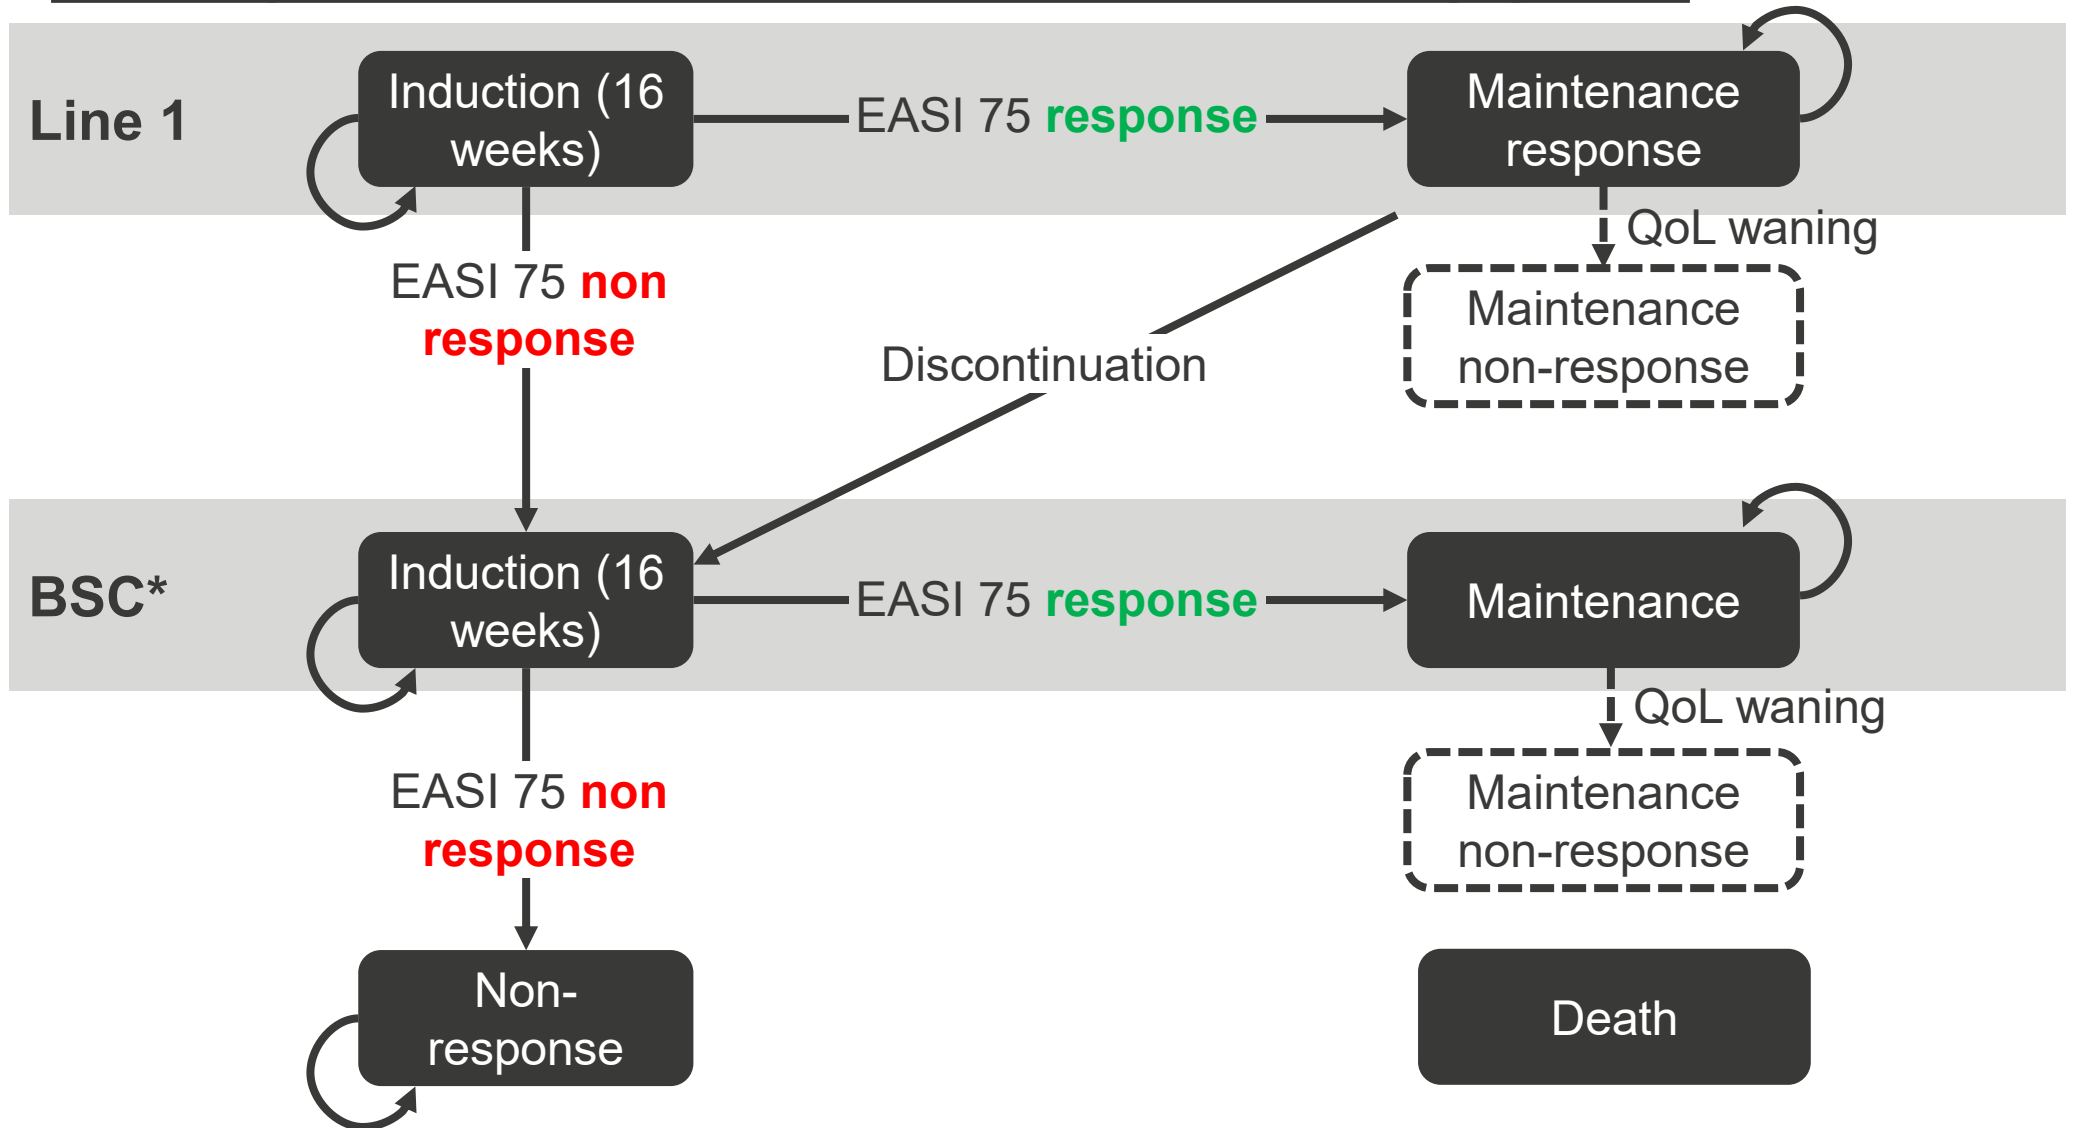 Line 1
Induction (16
weeks)
EASI 75 response
Maintenance
response
QoL waning
EASI 75 non
response
Maintenance
non-response
Discontinuation
BSC*
Induction (16
weeks)
EASI 75 response
Maintenance
QoL waning
EASI 75 non
response
Maintenance
non-response
Non-
response
Death